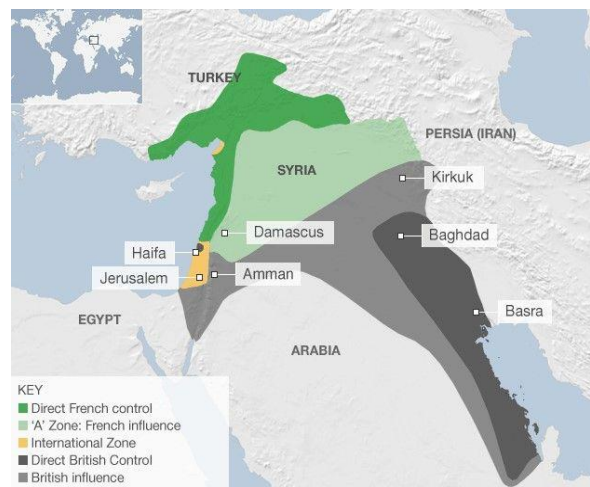 TURKEY
PERSIA (IRAN)
SYRIA
Kirkuk
Damascus
Baghdad
Haifa
Jerusalem
Amman
Basra
EGYPT
ARABIA
KEY
Direct French control
'A' Zone: French influence
International Zone
Direct British Control
British influence